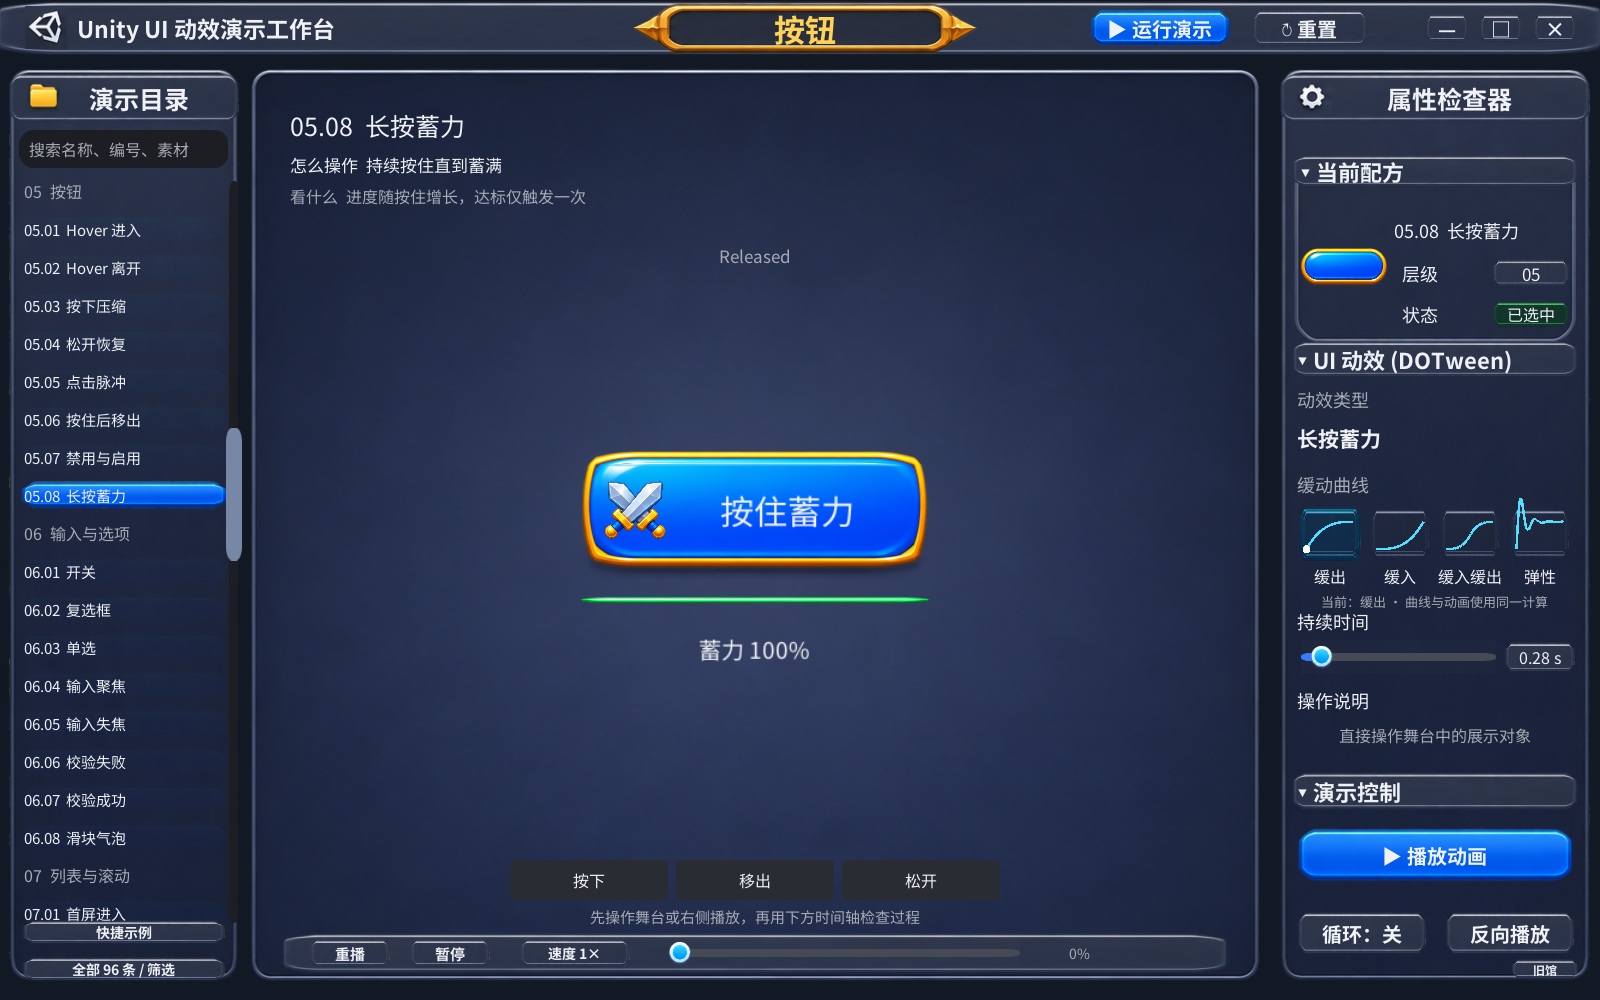 Unity UI 动效演示工作台
按钮
▶ 运行演示
重置
演示目录
搜索名称、编号、素材
05 按钮
05.01 Hover 进入
05.02 Hover 离开
05.03 按下压缩
05.04 松开恢复
05.05 点击脉冲
05.06 按住后移出
05.07 禁用与启用
05.08 长按蓄力
06 输入与选项
06.01 开关
06.02 复选框
06.03 单选
06.04 输入聚焦
06.05 输入失焦
06.06 校验失败
06.07 校验成功
06.08 滑块气泡
07 列表与滚动
07.01 首屏进入
快捷示例
全部 96 条 / 筛选
05.08 长按蓄力
怎么操作 持续按住直到蓄满
看什么 进度随按住增长，达标仅触发一次
Released
按住蓄力
蓄力 100%
按下
移出
松开
先操作舞台或右侧播放，再用下方时间轴检查过程
重播
暂停
速度 1×
0%
属性检查器
▼ 当前配方
05.08 长按蓄力
层级
05
状态
已选中
▼ UI 动效 (DOTween)
动效类型
长按蓄力
缓动曲线
缓出
缓入
缓入缓出
弹性
当前：缓出 · 曲线与动画使用同一计算
持续时间
0.28 s
操作说明
直接操作舞台中的展示对象
▼ 演示控制
▶ 播放动画
循环：关
反向播放
旧馆